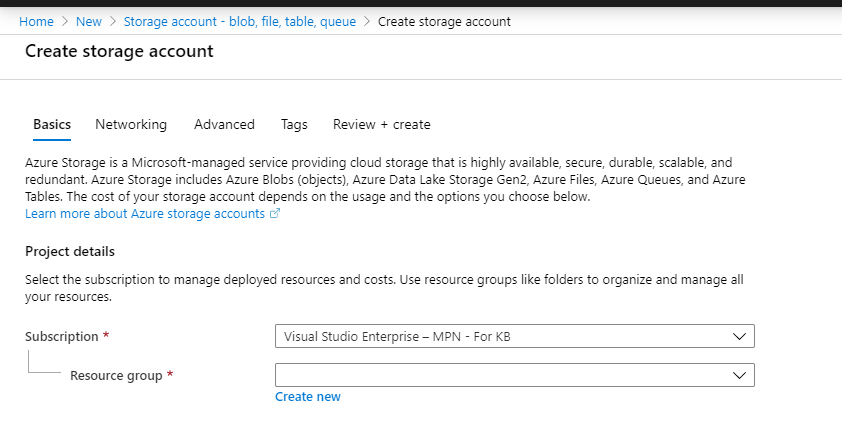 Home > New > Storage account - blob, file, table, queue > Create storage account
Create storage account
Basics Networking Advanced Tags Review + create
Azure Storage is a Microsoft-managed service providing cloud storage that is highly available, secure, durable, scalable, and
redundant. Azure Storage includes Azure Blobs (objects), Azure Data Lake Storage Gen2, Azure Files, Azure Queues, and Azure
Tables. The cost of your storage account depends on the usage and the options you choose below.
Learn more about Azure storage accounts
Project details
Select the subscription to manage deployed resources and costs. Use resource groups like folders to organize and manage all
your resources.
Subscription * Visual Studio Enterprise – MPN - For KB
Resource group *
Create new